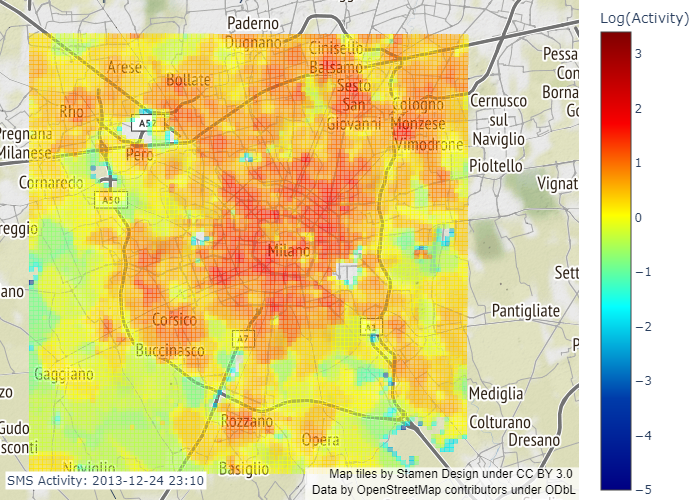 Log(Activity)
3
2
1
0
−1
−2
−3
−4
−5
Paderno
Dugnano
Cinisello
Balsamo
Arese
Bollate
Sesto
San
Giovanni
Rho
Cologno
Monzese
Cernusco
sul
Naviglio
Pessa
Con
Borna
Go
A52
Pregnana
Milanese
Pero
Vimodrone
Pioltello
Cornaredo
A50
Vignat
reggio
Milano
Sett
ano
Pantigliate
Corsico
A7
A1
P
Buccinasco
Gaggiano
zo
Mediglia
Rozzano
Colturano
Gudo
sconti
Opera
Dresano
Noviglio
Basiglio
SMS Activity: 2013-12-24 23:10
Map tiles by Stamen Design under CC BY 3.0
Data by OpenStreetMap contributors under ODbL